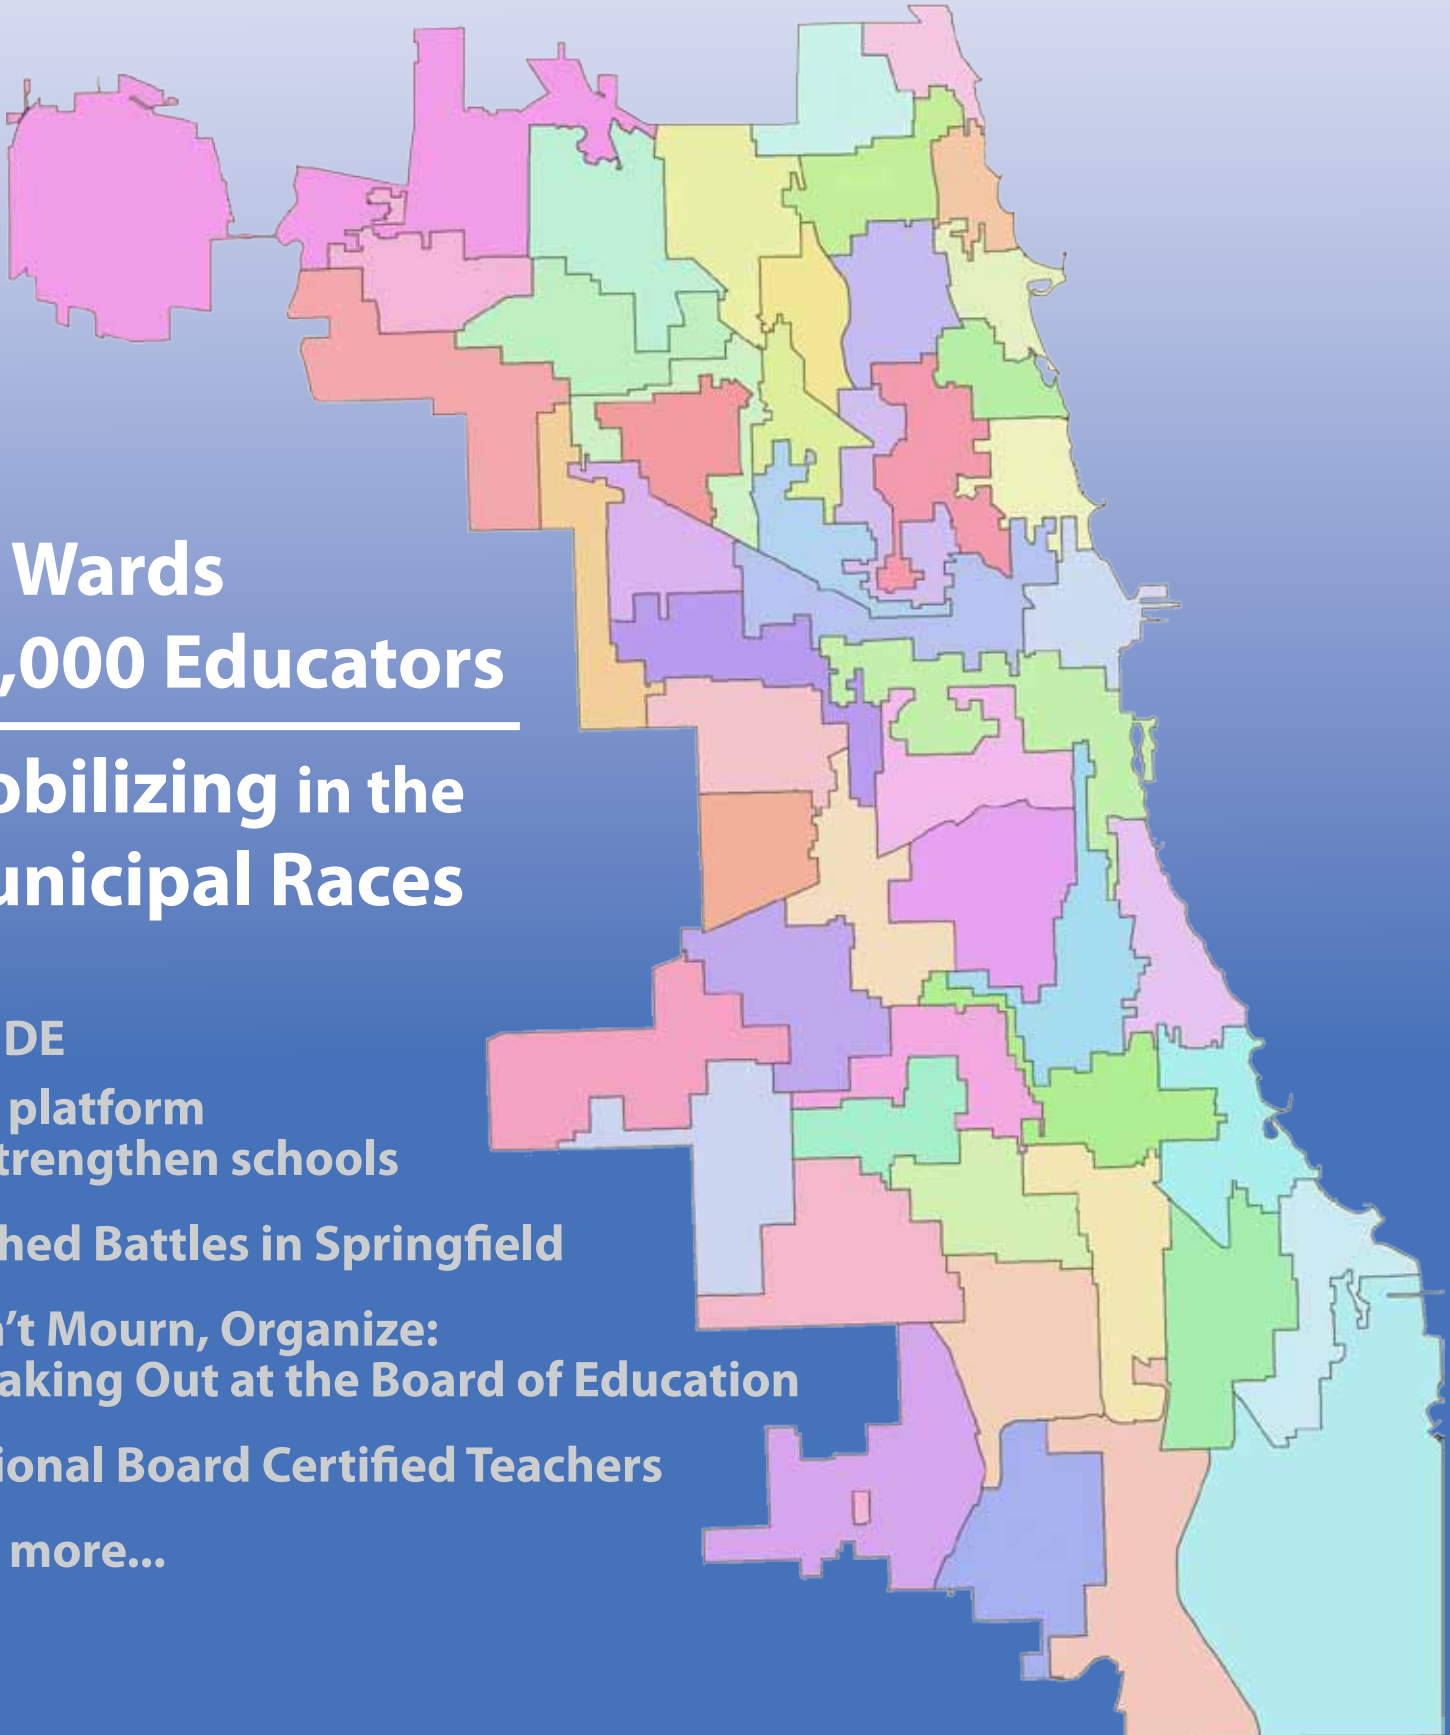 Wards
,000 Educators
obilizing in the
unicipal Races
DE
platform
trengthen schools
hed Battles in Springfield
't Mourn, Organize:
aking Out at the Board of Education
ional Board Certified Teachers
more...